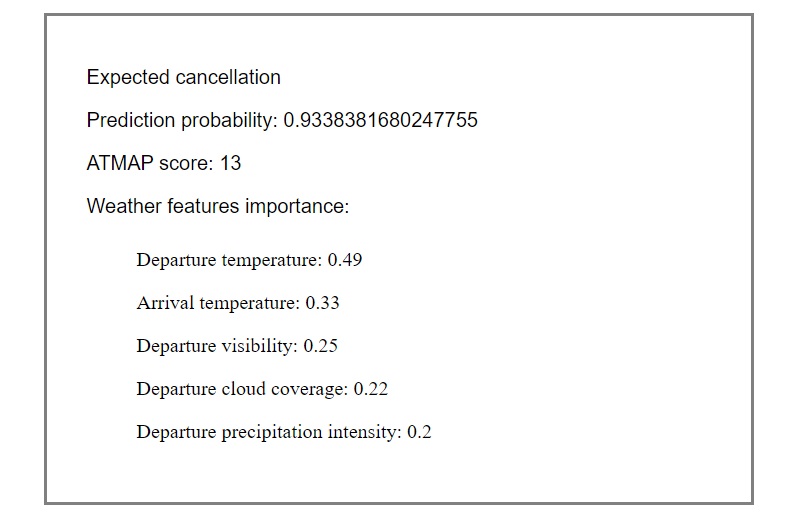 Expected cancellation
Prediction probability: 0.9338381680247755
ATMAP score: 13
Weather features importance:
Departure temperature: 0.49
Arrival temperature: 0.33
Departure visibility: 0.25
Departure cloud coverage: 0.22
Departure precipitation intensity: 0.2